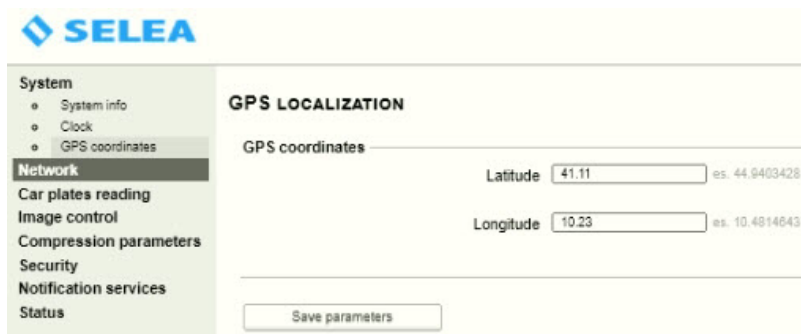 SELEA
System
System info
Clock
GPS coordinates
Network
Car plates reading
Image control
Compression parameters
Security
Notification services
Status
GPS LOCALIZATION
GPS coordinates
Latitude 41.11 es. 44.9403428
Longitude 10.23 es. 10.4814643
Save parameters